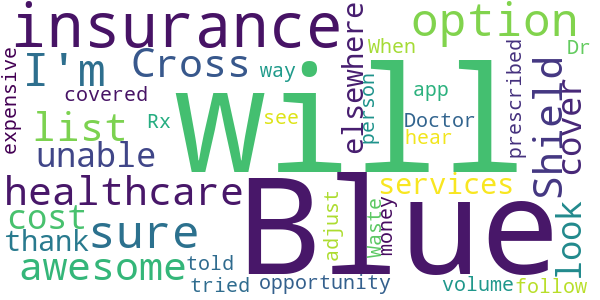 insurance
option
I'm
Cross
elsewhere
When
Dr
expensive
covered
way
person
app
prescribed
Shield
cover
list
Rx
see
Will
Doctor
hear
unable
healthcare
Blue
services
cost
sure
thank
adjust
Waste
money
look
awesome
told
tried
opportunity
volume
follow